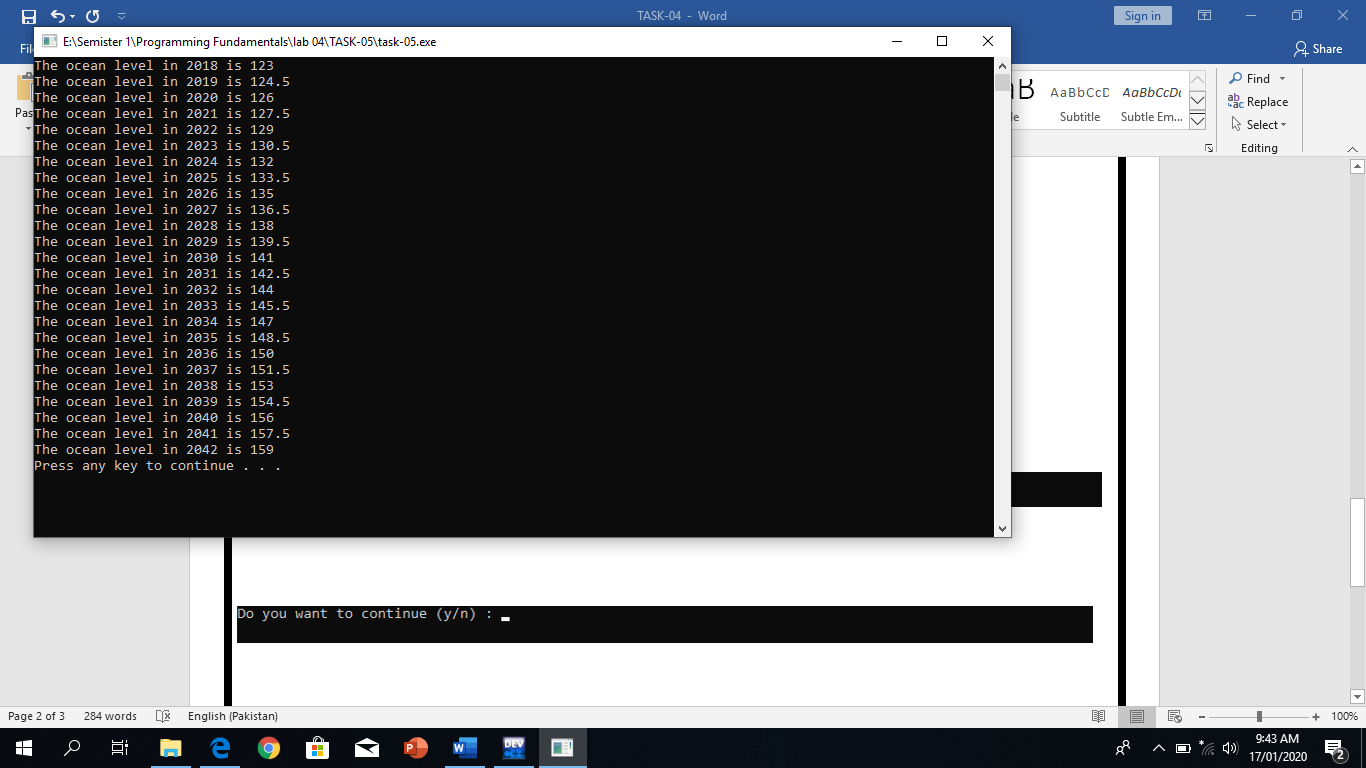 TASK-04 - Word
Sign in
E:\Semister 1\Programming Fundamentals\lab 04\TASK-05\task-05.exe
Share
The ocean level in 2018 is 123
The ocean level in 2019 is 124.5
The ocean level in 2020 is 126
The ocean level in 2021 is 127.5
The ocean level in 2022 is 129
The ocean level in 2023 is 130.5
The ocean level in 2024 is 132
The ocean level in 2025 is 133.5
The ocean level in 2026 is 135
The ocean level in 2027 is 136.5
The ocean level in 2028 is 138
The ocean level in 2029 is 139.5
The ocean level in 2030 is 141
The ocean level in 2031 is 142.5
The ocean level in 2032 is 144
The ocean level in 2033 is 145.5
The ocean level in 2034 is 147
The ocean level in 2035 is 148.5
The ocean level in 2036 is 150
The ocean level in 2037 is 151.5
The ocean level in 2038 is 153
The ocean level in 2039 is 154.5
The ocean level in 2040 is 156
The ocean level in 2041 is 157.5
The ocean level in 2042 is 159
Press any key to continue . . .
AaBbCcD AaBbCcDc
Subtitle Subtle Em...
Find
Replace
Select
Editing
Do you want to continue (y/n) :
Page 2 of 3 284 words English (Pakistan) 100%
DEV
9:43 AM
17/01/2020
2